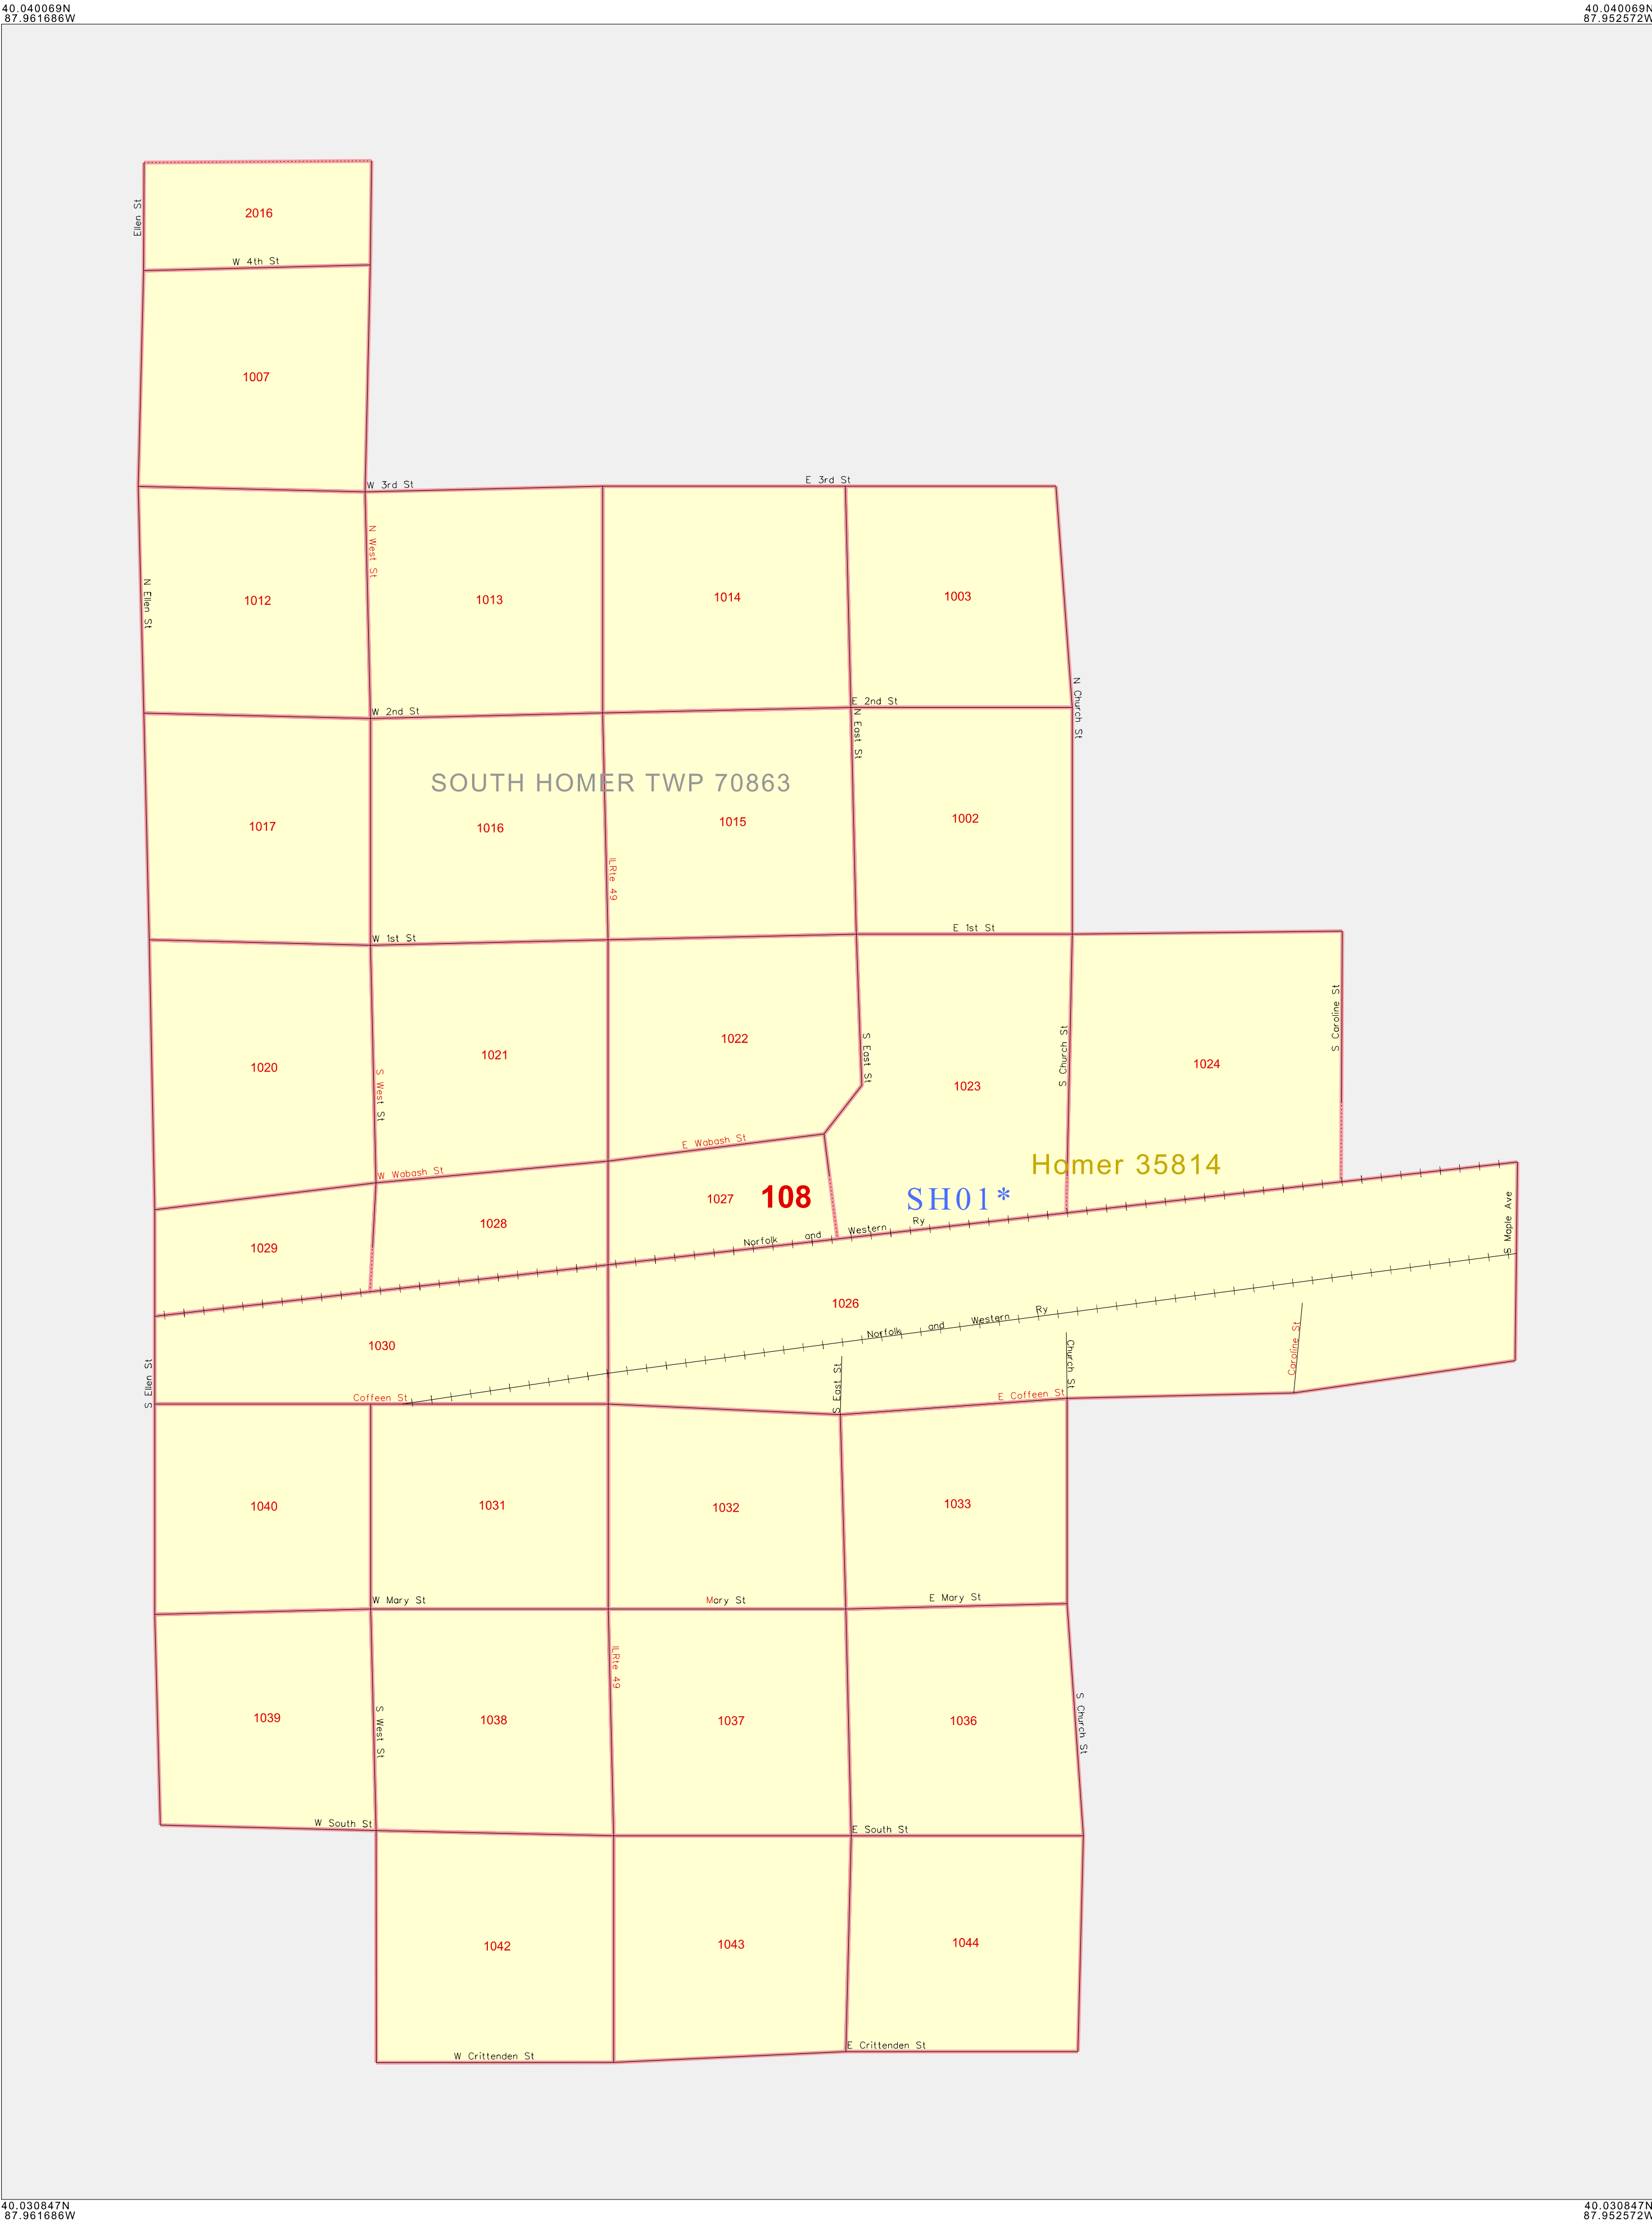 40.040069N
87.961686W
40.040069N
87.952572W
2016
Ellen St
W 4th St
1007
W 3rd St
E 3rd St
N West St
N Ellen St
1012
1013
1014
1003
N Church St
W 2nd St
E 2nd St
N East St
SOUTH HOMER TWP 70863
1017
1016
1015
1002
ILRte 49
W 1st St
E 1st St
S Caroline St
S East St
S Church St
1020
1021
1022
1023
1024
S West St
E Wabash St
W Wabash St
Homer 35814
108
SH01*
1027
1028
1029
Norfolk and Western Ry
S Maple Ave
1026
Norfolk and Western Ry
1030
S Ellen St
Coffeen St
S East St
Church St
Caroline St
E Coffeen St
1040
1031
1032
1033
W Mary St
Mary St
E Mary St
ILRte 49
1039
1038
1037
1036
S West St
S Church St
W South St
E South St
1042
1043
1044
W Crittenden St
E Crittenden St
40.030847N
87.961686W
40.030847N
87.952572W